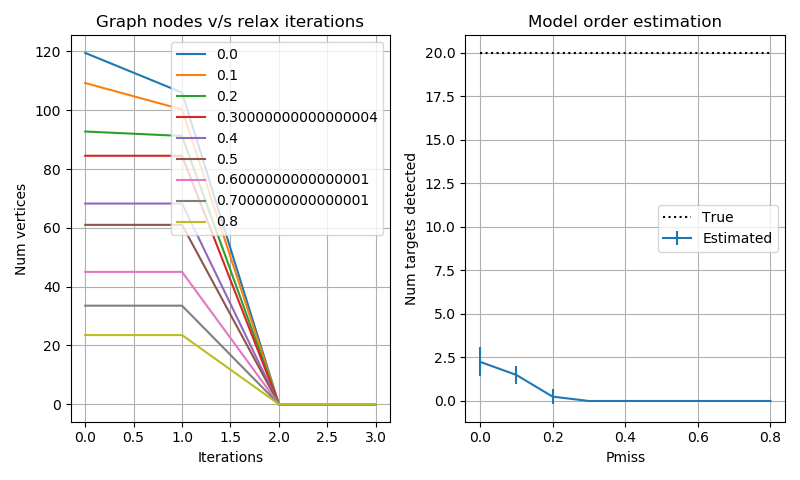 Graph nodes v/s relax iterations
120
100
80
60
40
20
0
Num vertices
0.0
0.1
0.2
0.30000000000000004
0.4
0.5
0.6000000000000001
0.7000000000000001
0.8
0.0 0.5 1.0 1.5 2.0 2.5 3.0
Iterations
Model order estimation
20.0
17.5
15.0
12.5
10.0
7.5
5.0
2.5
0.0
Num targets detected
True
Estimated
0.0 0.2 0.4 0.6 0.8
Pmiss